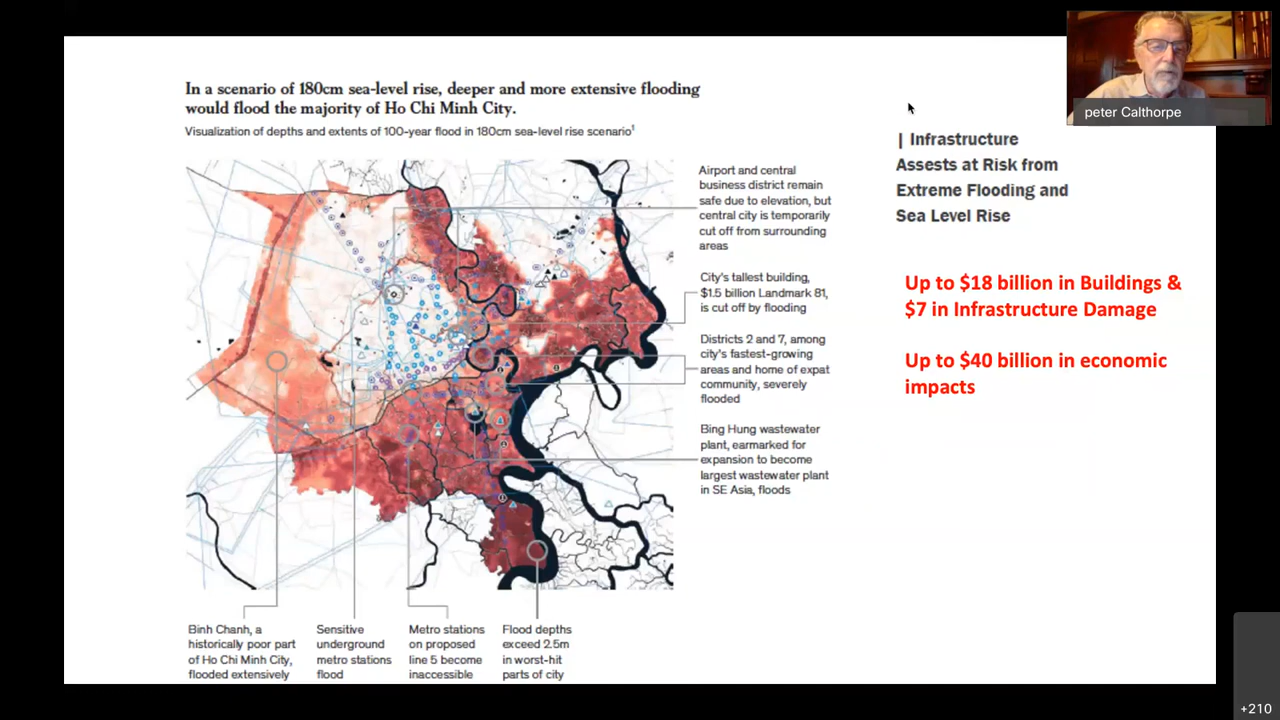 In a scenario of 180cm sea-level rise, deeper and more extensive flooding
would flood the majority of Ho Chi Minh City.
Visualization of depths and extents of 100-year flood in 180cm sea-level rise scenario¹
Airport and central
business district remain
safe due to elevation, but
central city is temporarily
cut off from surrounding
areas
City's tallest building,
$1.5 billion Landmark 81,
is cut off by flooding
Districts 2 and 7, among
city's fastest-growing
areas and home of expat
community, severely
flooded
Bing Hung wastewater
plant, earmarked for
expansion to become
largest wastewater plant
in SE Asia, floods
Binh Chanh, a
historically poor part
of Ho Chi Minh City,
flooded extensively
Sensitive
underground
metro stations
flood
Metro stations
on proposed
line 5 become
inaccessible
Flood depths
exceed 2.5m
in worst-hit
parts of city
| Infrastructure
Assests at Risk from
Extreme Flooding and
Sea Level Rise
Up to $18 billion in Buildings &
$7 in Infrastructure Damage
Up to $40 billion in economic
impacts
peter Calthorpe
+210